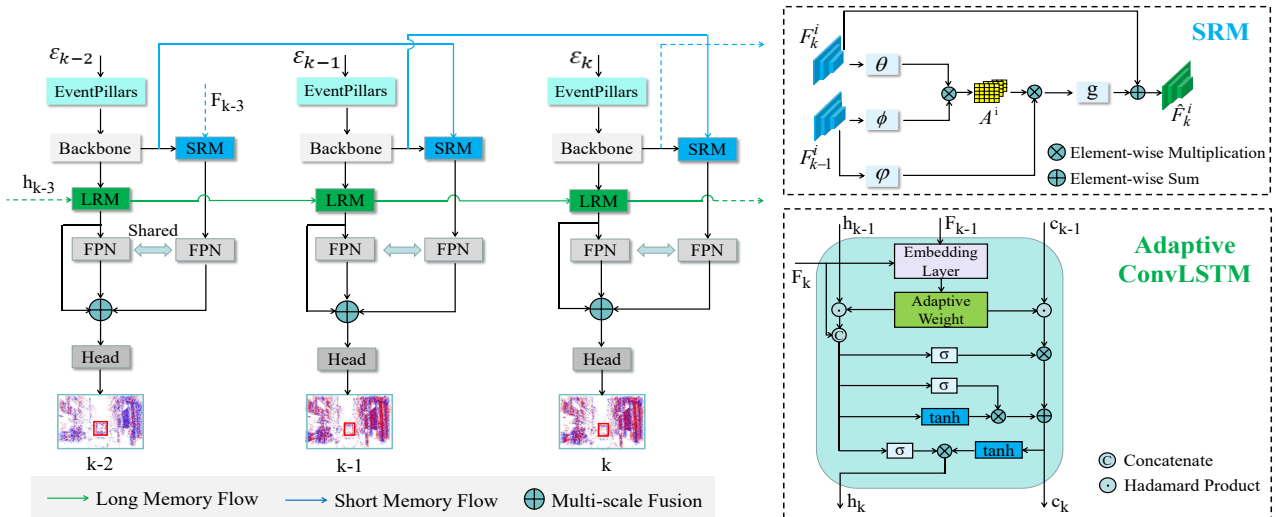 ε_{k-2}
ε_{k-1}
ε_k
EventPillars
EventPillars
EventPillars
F_{k-3}
Backbone
SRM
Backbone
SRM
Backbone
SRM
h_{k-3}
LRM
LRM
LRM
FPN
Shared
FPN
FPN
FPN
FPN
FPN
Head
Head
Head
k-2
k-1
k
Long Memory Flow
Short Memory Flow
Multi-scale Fusion
SRM
F_k^i
θ
ϕ
A^i
g
F̂_k^i
F_{k-1}^i
φ
Element-wise Multiplication
Element-wise Sum
Adaptive
ConvLSTM
h_{k-1}
F_{k-1}
c_{k-1}
F_k
Embedding
Layer
Adaptive
Weight
C
σ
σ
tanh
σ
tanh
h_k
c_k
C Concatenate
Hadamard Product